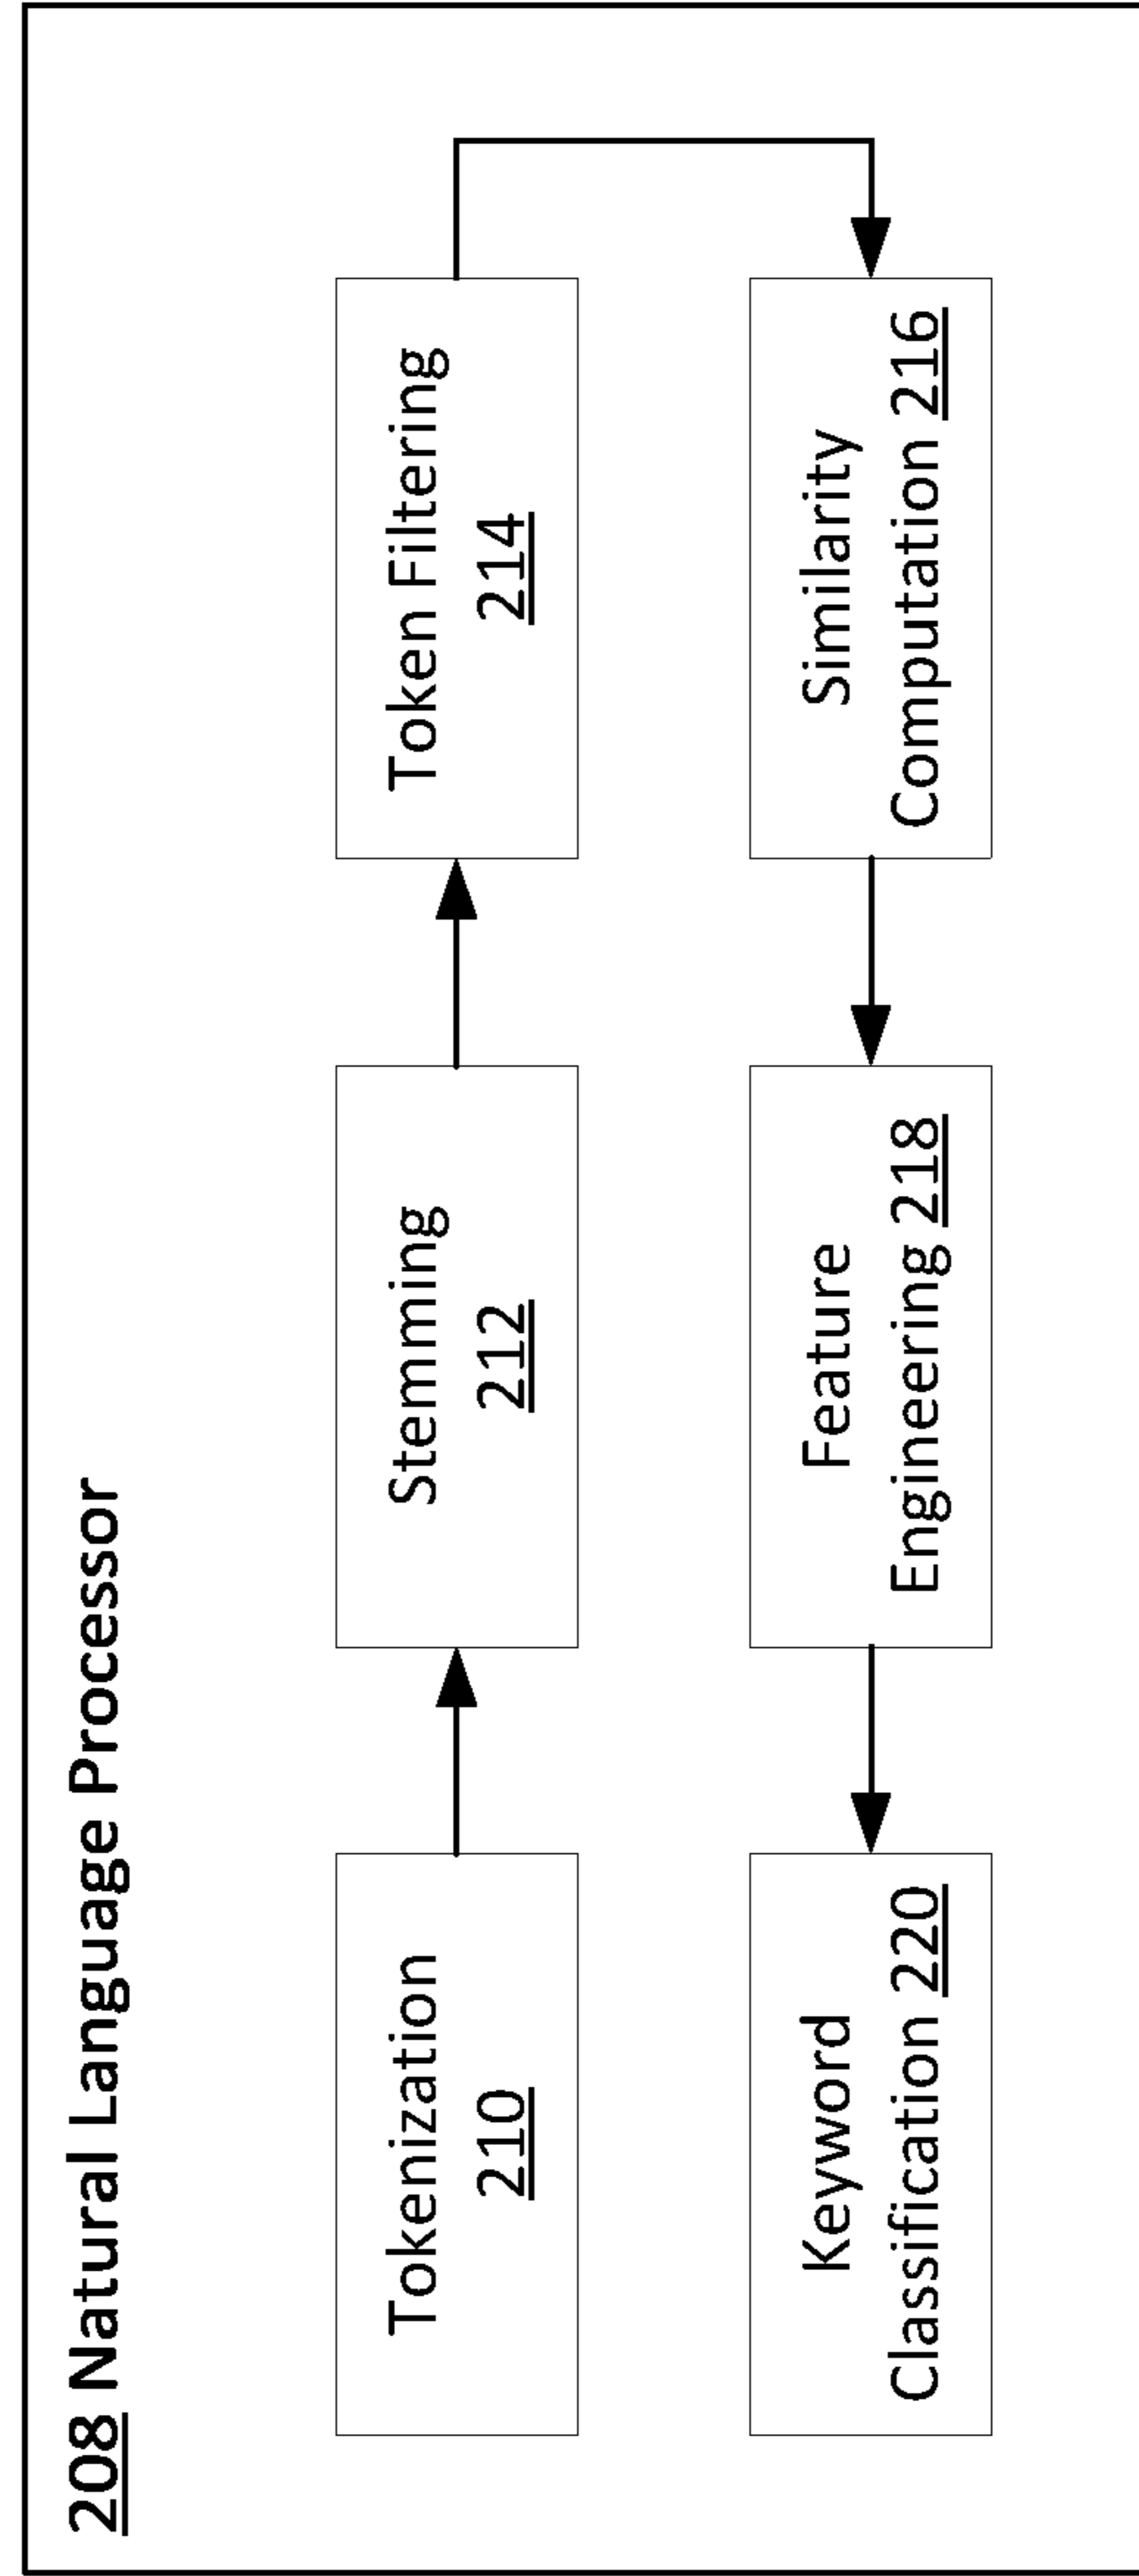 208 Natural Language Processor
Tokenization
210
Stemming
212
Token Filtering
214
Similarity
Computation 216
Feature
Engineering 218
Keyword
Classification 220